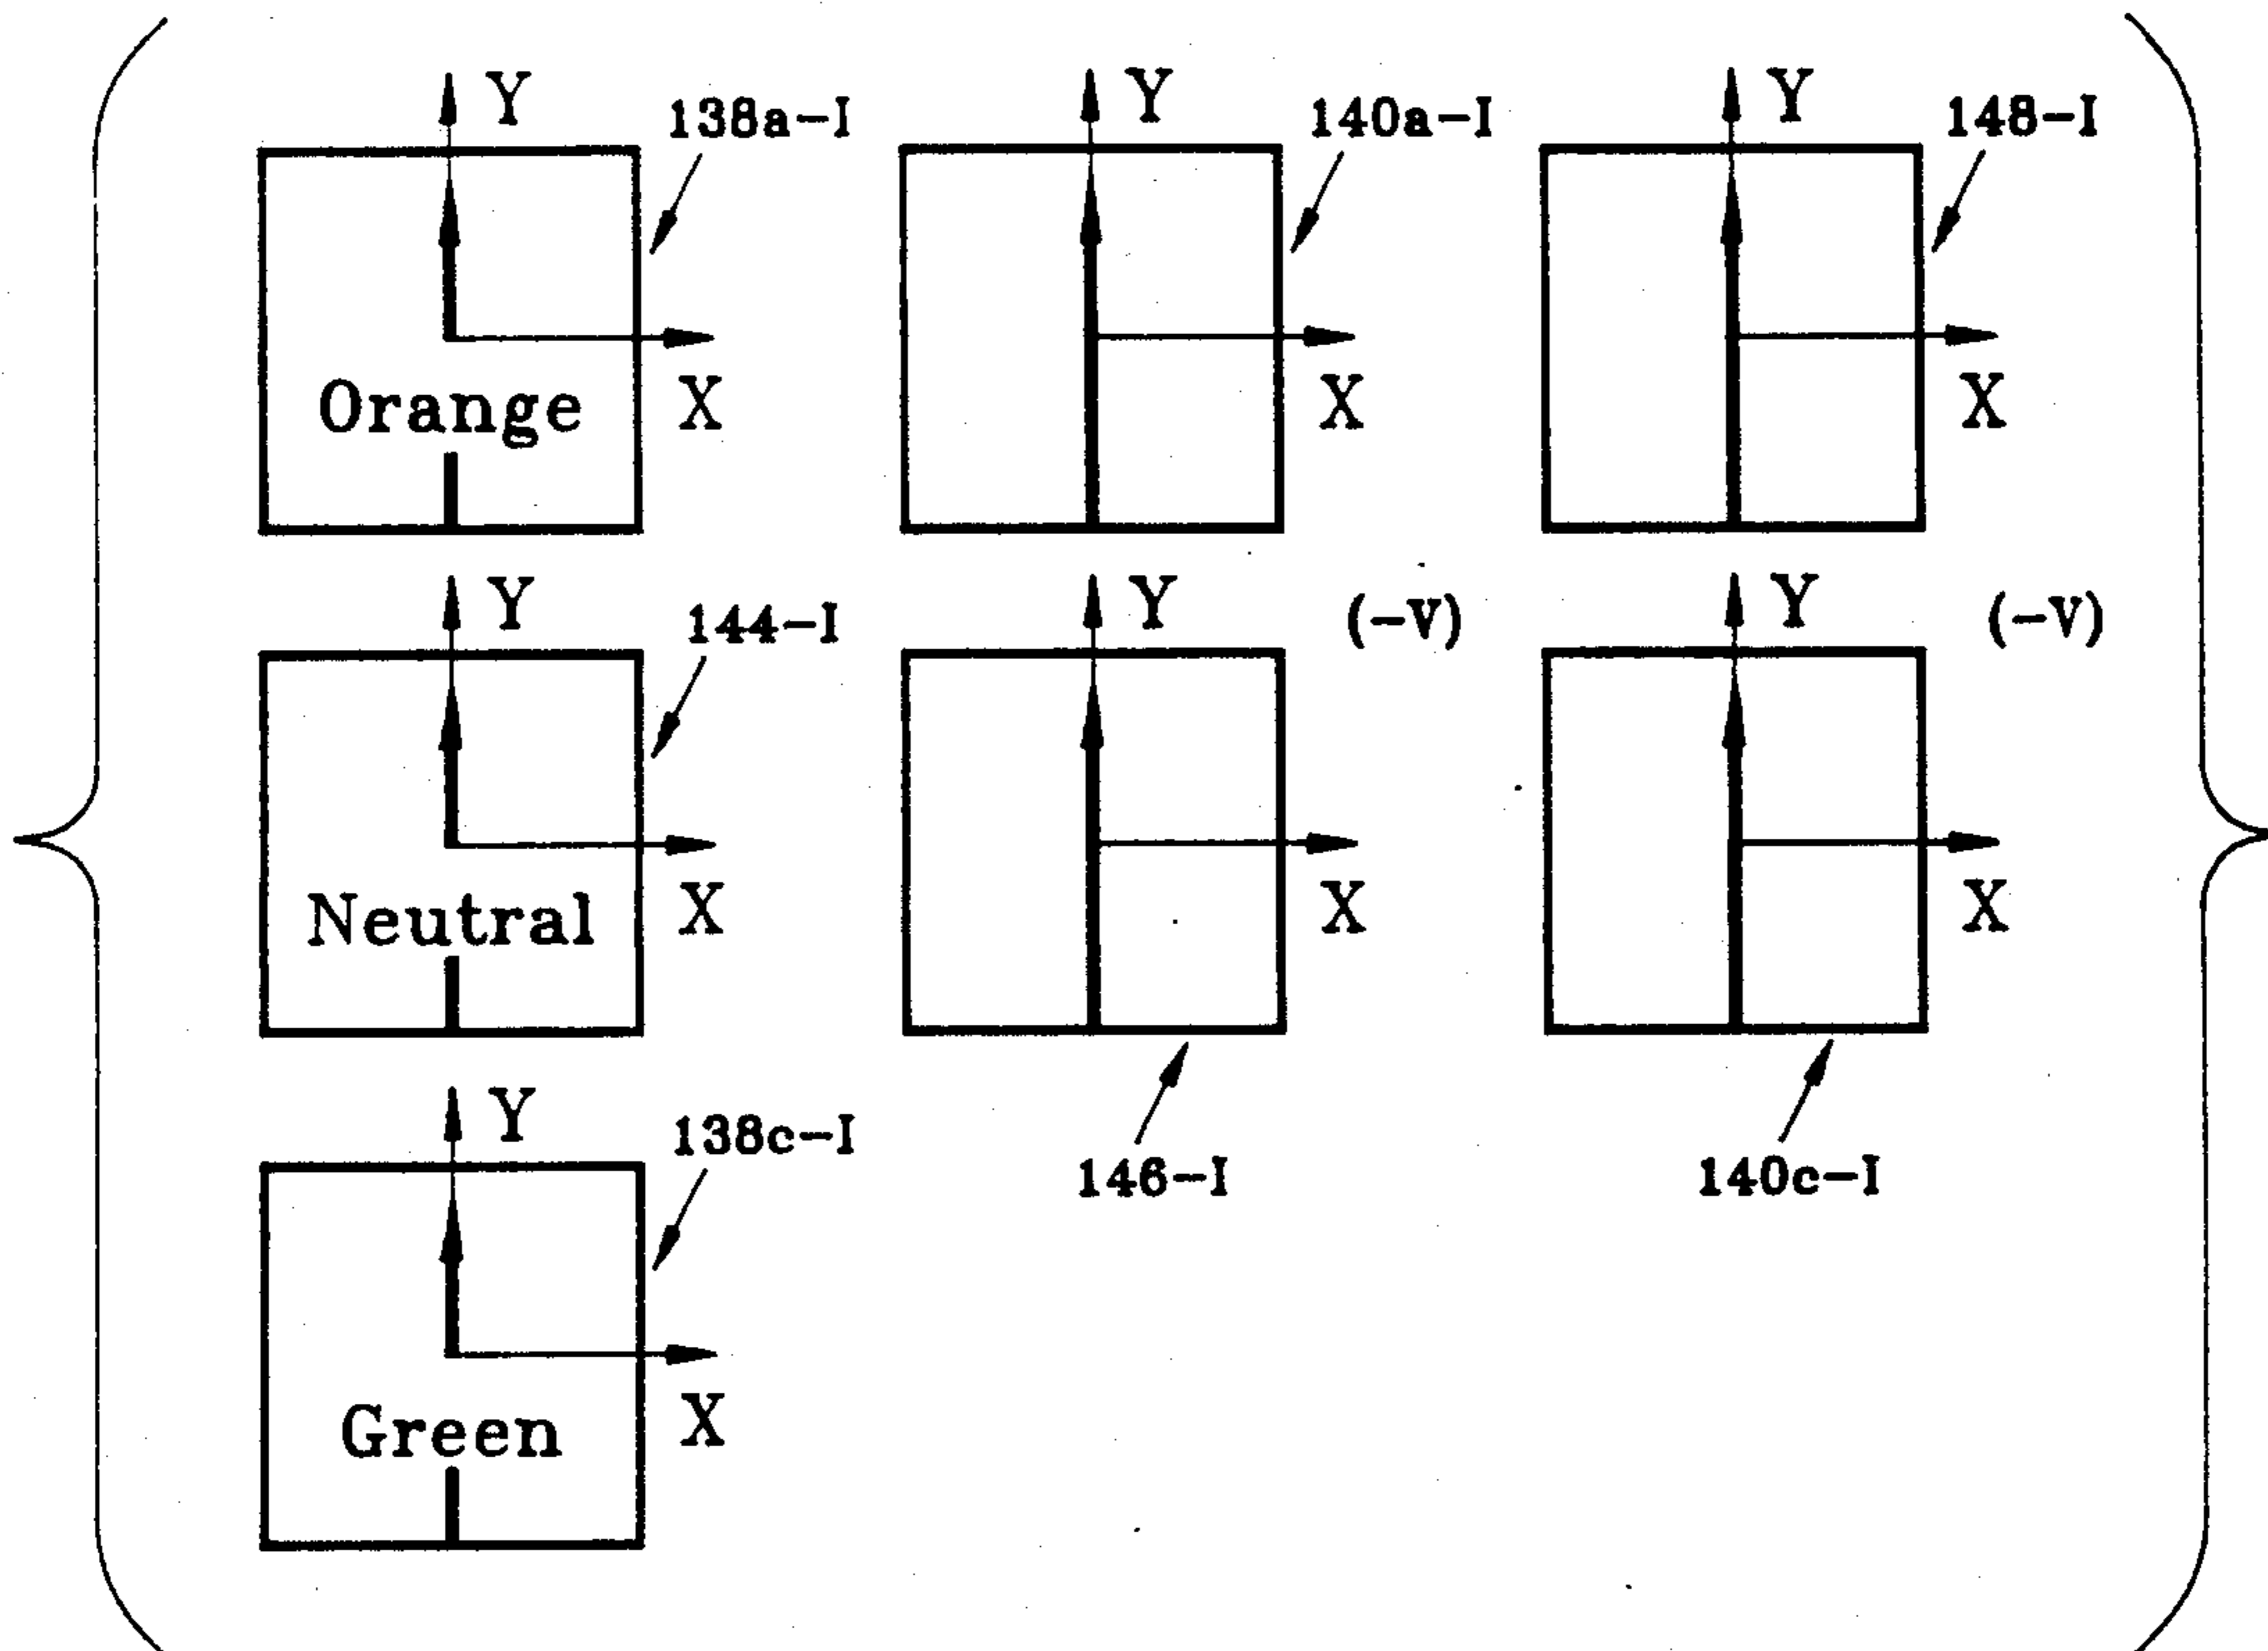 Y 138a-I Y 140a-I Y 148-I
X X X
Orange
Y 144-I Y (-V) Y (-V)
X X X
Neutral
Y 138c-I 146-I 140c-I
X
Green